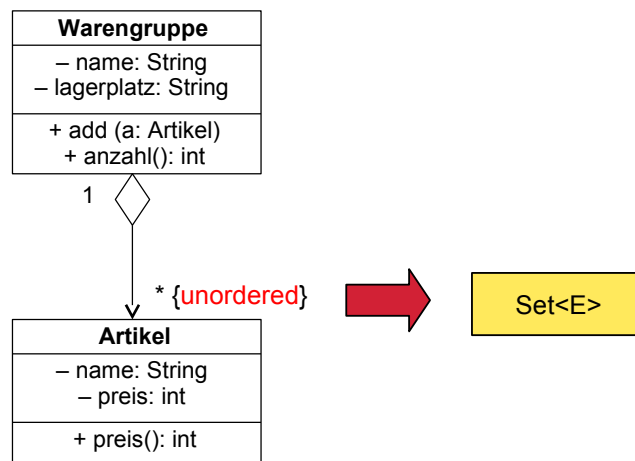 Warengruppe
– name: String
– lagerplatz: String
+ add (a: Artikel)
+ anzahl(): int
1
* {unordered}
Set<E>
Artikel
– name: String
– preis: int
+ preis(): int